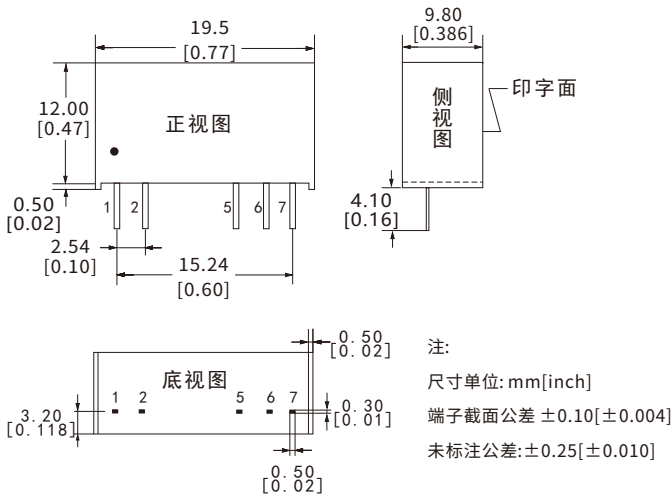 19.5
[0.77]
9.80
[0.386]
12.00
[0.47]
正视图
侧视图
印字面
0.50
[0.02]
1 2 5 6 7
4.10
[0.16]
2.54
[0.10]
15.24
[0.60]
0.50
[0.02]
底视图
1 2 5 6 7
3.20
[0.118]
0.30
[0.01]
0.50
[0.02]
注:
尺寸单位: mm[inch]
端子截面公差 ±0.10[±0.004]
未标注公差:±0.25[±0.010]